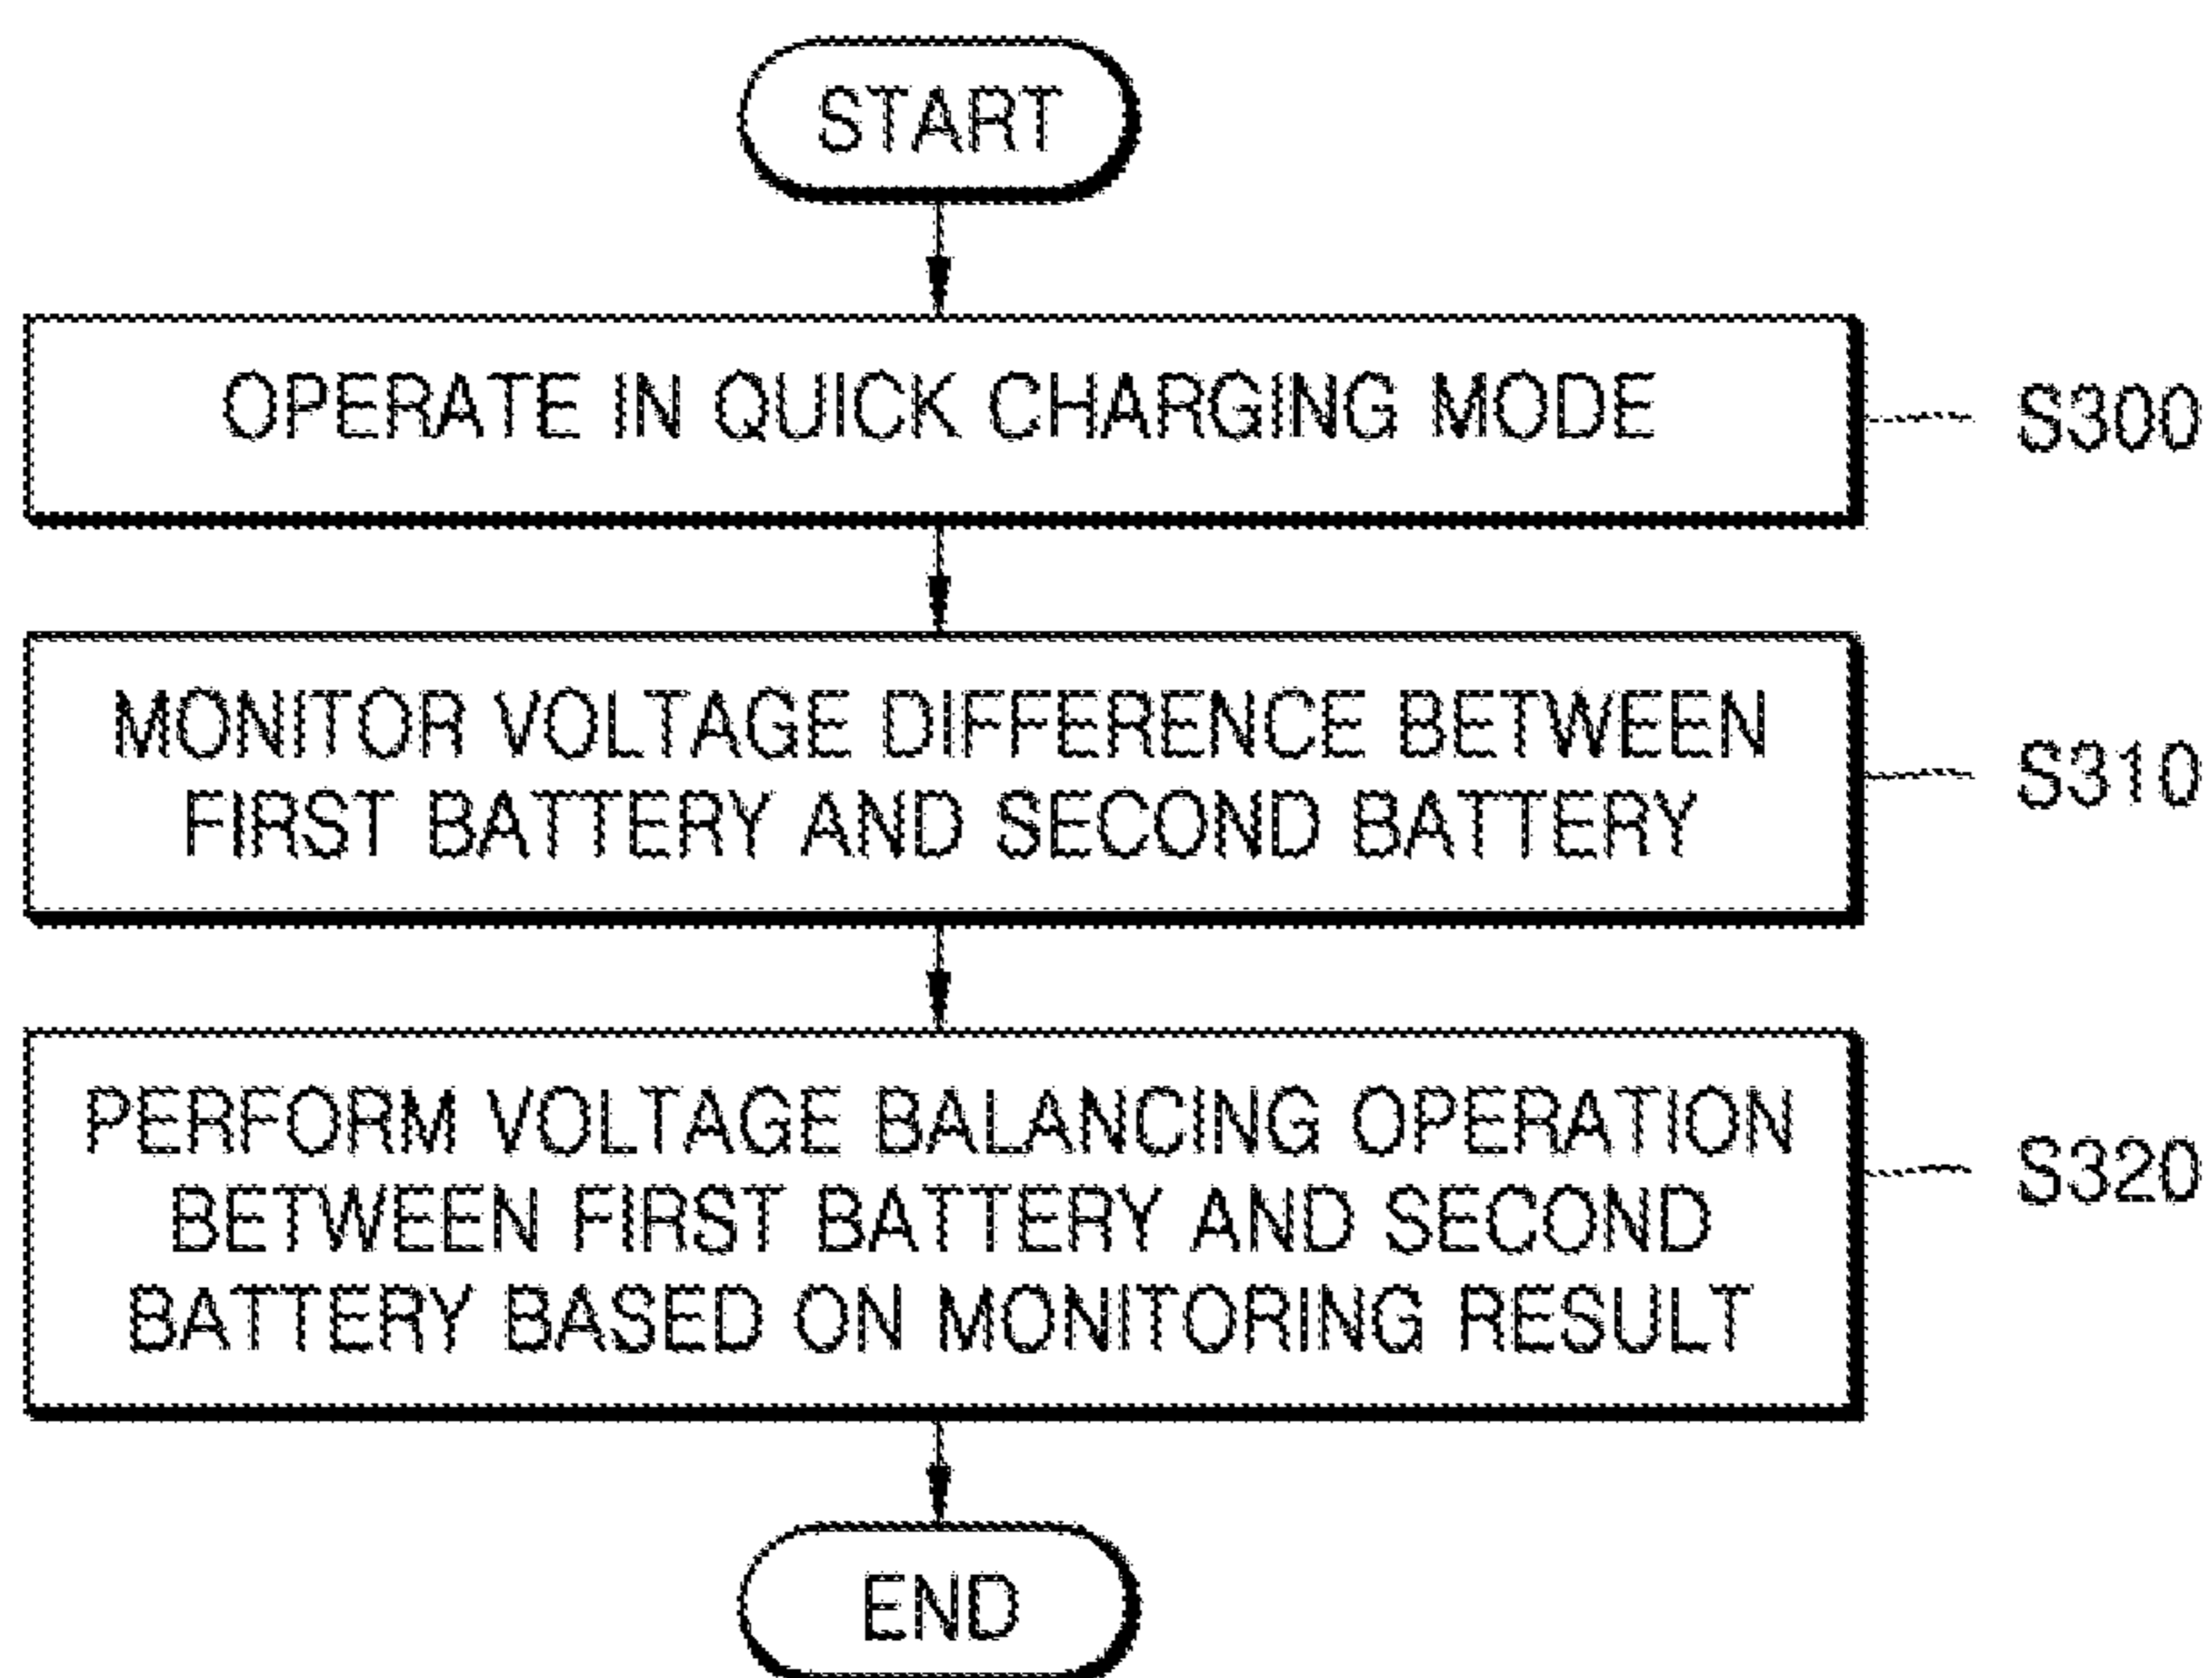 START
OPERATE IN QUICK CHARGING MODE
S300
MONITOR VOLTAGE DIFFERENCE BETWEEN
FIRST BATTERY AND SECOND BATTERY
S310
PERFORM VOLTAGE BALANCING OPERATION
BETWEEN FIRST BATTERY AND SECOND
BATTERY BASED ON MONITORING RESULT
S320
END